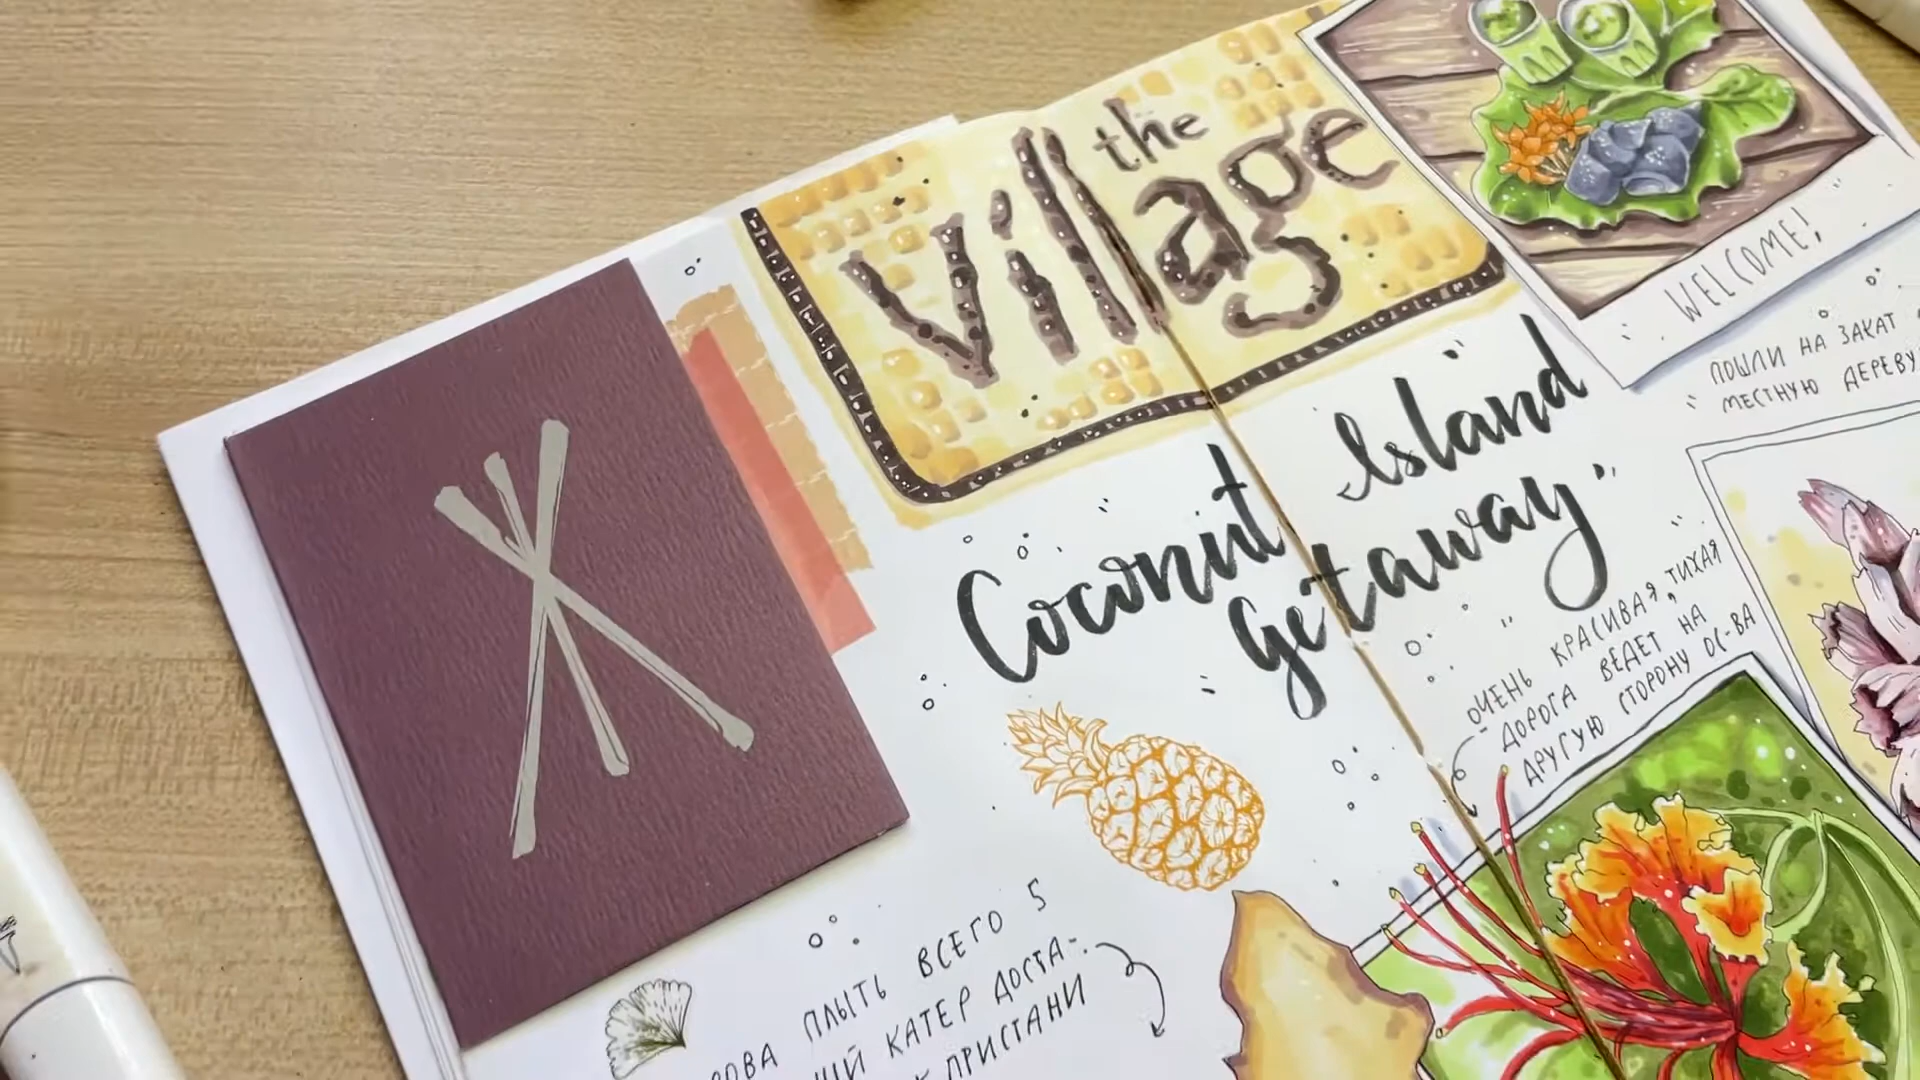 the
village
Coconut Island
Getaway
WELCOME!
ПОШЛИ НА ЗАКАТ
МЕСТНУЮ
ОЧЕНЬ КРАСИВАЯ, ТИХАЯ
ДОРОГА ВЕДЕТ НА
ДРУГУЮ СТОРОНУ ОС-ВА
ПЛЫТЬ ВСЕГО 5
КАТЕР ДОСТА-
ПРИСТАНИ